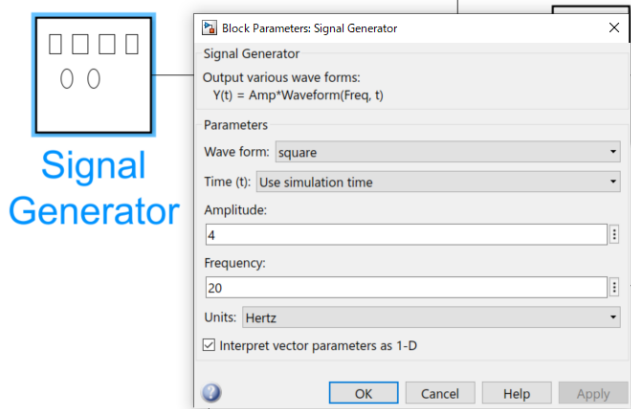 Block Parameters: Signal Generator
Signal Generator
Output various wave forms:
Y(t) = Amp*Waveform(Freq, t)
Parameters
Wave form: square
Time (t): Use simulation time
Amplitude:
4
Frequency:
20
Units: Hertz
Interpret vector parameters as 1-D
OK Cancel Help Apply
Signal
Generator